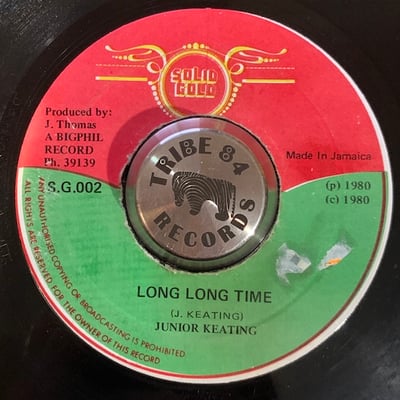 SOLID
GOLD
Produced by:
J. Thomas
A BIGPHIL
RECORD
Ph. 39139
Made In Jamaica
S.G.002
(p) 1980
(c) 1980
TRIBE 84
RECORDS
LONG LONG TIME
(J. KEATING)
JUNIOR KEATING
ANY UNAUTHORISED COPYING OR BROADCASTING IS PROHIBITED
ALL RIGHTS ARE RESERVED FOR THE OWNER OF THIS RECORD